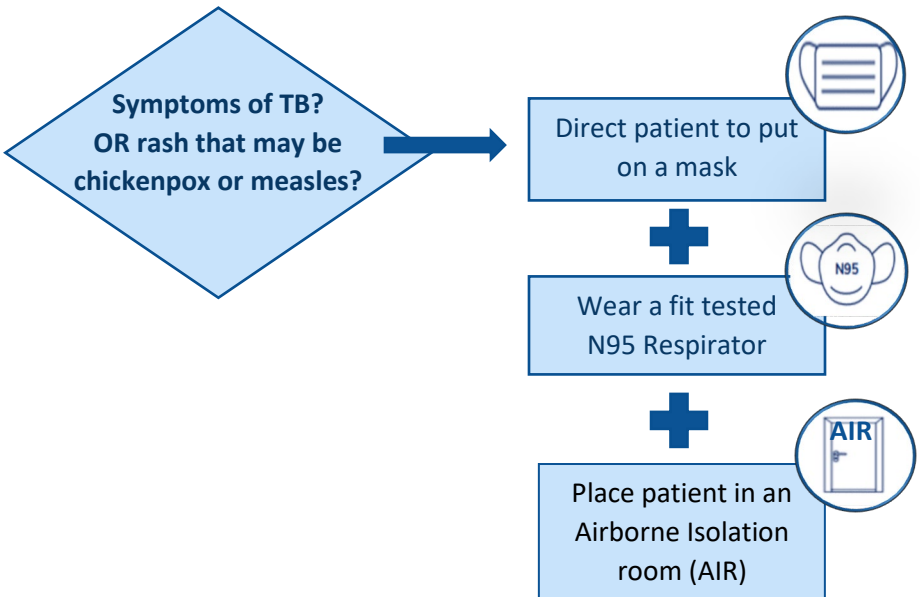 Symptoms of TB?
OR rash that may be
chickenpox or measles?
Direct patient to put
on a mask
N95
Wear a fit tested
N95 Respirator
AIR
Place patient in an
Airborne Isolation
room (AIR)